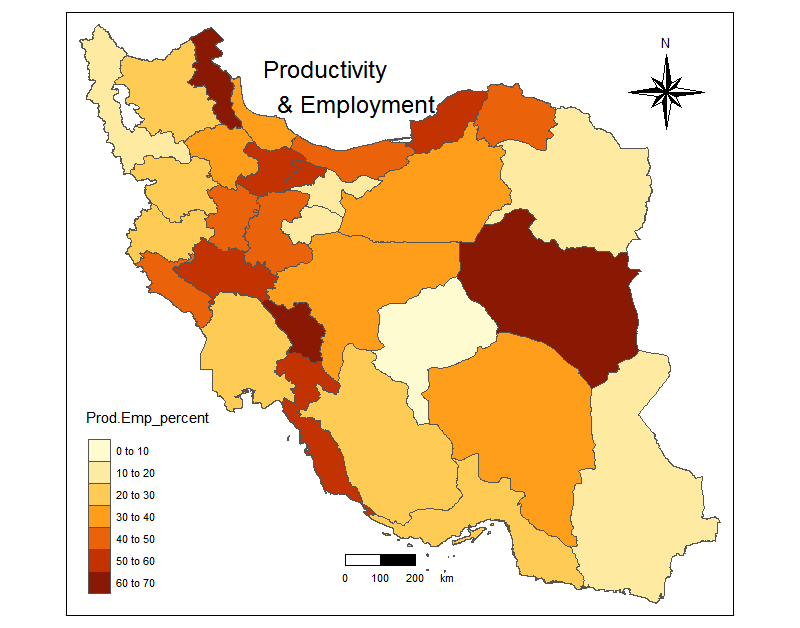 N
Productivity
& Employment
Prod.Emp_percent
0 to 10
10 to 20
20 to 30
30 to 40
40 to 50
50 to 60
60 to 70
0 100 200 km